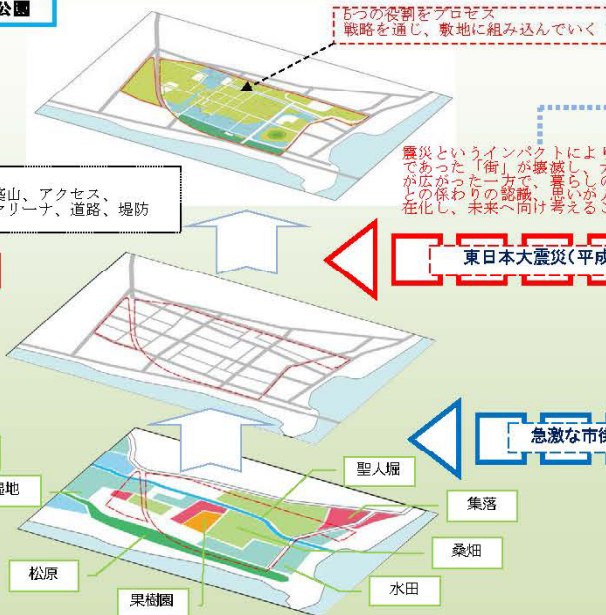 公園
5つの役割をプロセス
戦略を通じ、敷地に組み込んでいく
震災というインパクトにより
であった「街」が壊滅し、
が広がった一方で、暮らしの
との係わりの認識、思いが
在化し、未来へ向け考える
築山、アクセス、
アリーナ、道路、堤防
東日本大震災(平成
急激な市街
聖人堀
湿地
集落
桑畑
松原
水田
果樹園